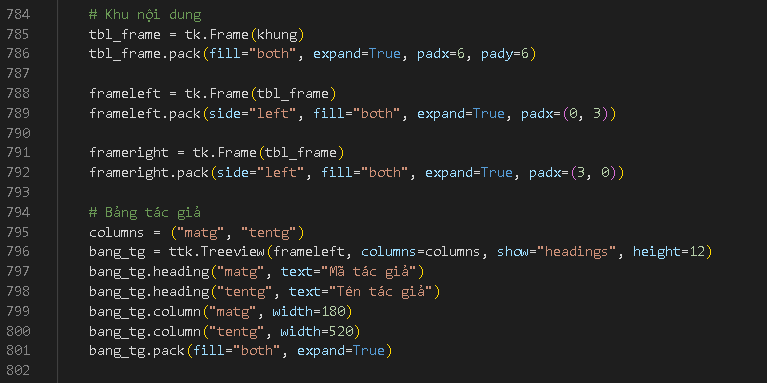 784 # Khu nội dung
785 tbl_frame = tk.Frame(khung)
786 tbl_frame.pack(fill="both", expand=True, padx=6, pady=6)
787
788 frameleft = tk.Frame(tbl_frame)
789 frameleft.pack(side="left", fill="both", expand=True, padx=(0, 3))
790
791 frameright = tk.Frame(tbl_frame)
792 frameright.pack(side="left", fill="both", expand=True, padx=(3, 0))
793
794 # Bảng tác giả
795 columns = ("matg", "tentg")
796 bang_tg = ttk.Treeview(frameleft, columns=columns, show="headings", height=12)
797 bang_tg.heading("matg", text="Mã tác giả")
798 bang_tg.heading("tentg", text="Tên tác giả")
799 bang_tg.column("matg", width=180)
800 bang_tg.column("tentg", width=520)
801 bang_tg.pack(fill="both", expand=True)
802